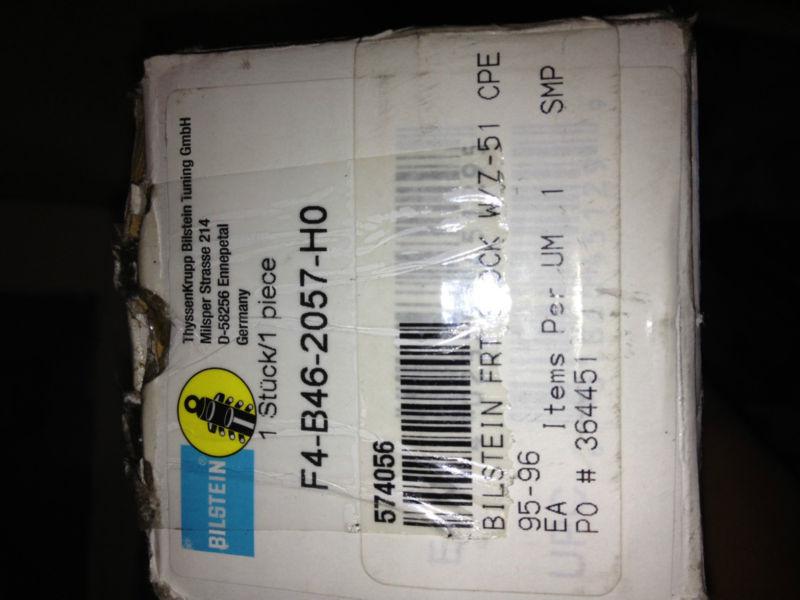 BILSTEIN
ThyssenKrupp Bilstein Tuning GmbH
Milsper Strasse 214
D-58256 Ennepetal
Germany
1 Stück/1 piece
F4-B46-2057-H0
574056
BILSTEIN FRT W/Z-51 CPE
95-96
EA Items Per UM 1 SMP
PO # 364451